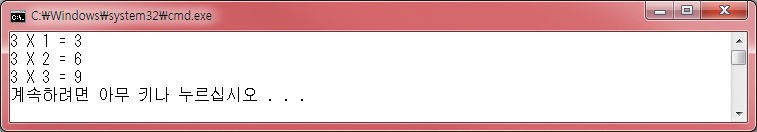 C:\Windows\system32\cmd.exe
3 X 1 = 3
3 X 2 = 6
3 X 3 = 9
계속하려면 아무 키나 누르십시오 . . .